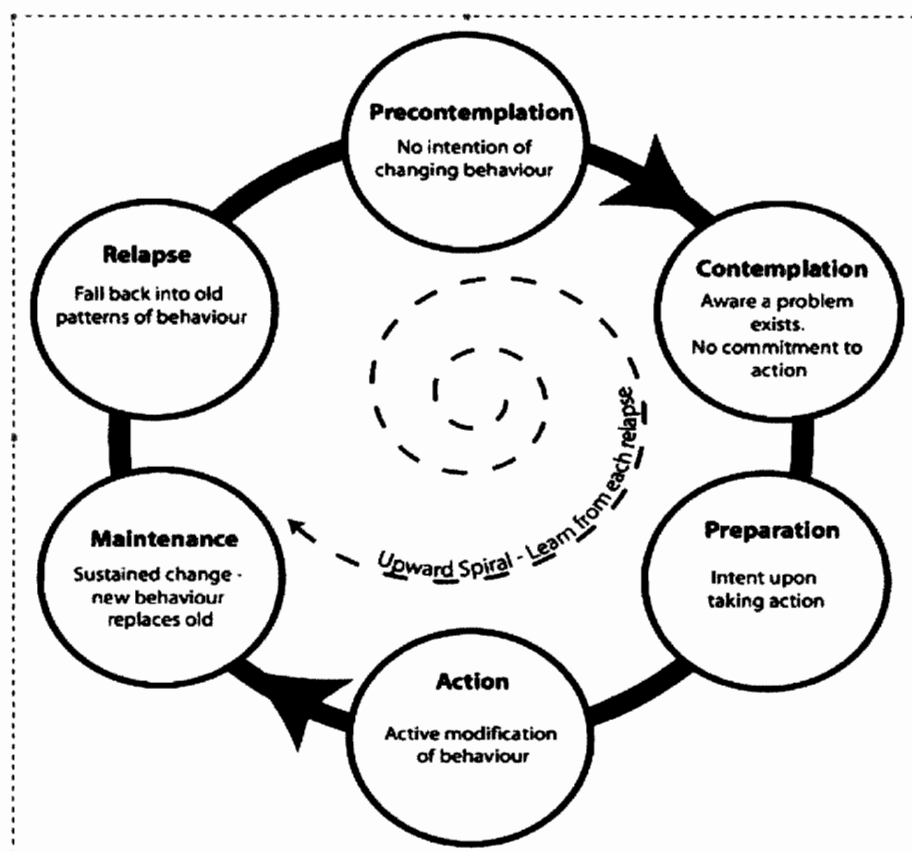 Precontemplation
No intention of
changing behaviour
Contemplation
Aware a problem
exists.
No commitment to
action
Preparation
Intent upon
taking action
Action
Active modification
of behaviour
Maintenance
Sustained change -
new behaviour
replaces old
Relapse
Fall back into old
patterns of behaviour
Upward Spiral - Learn from each relapse